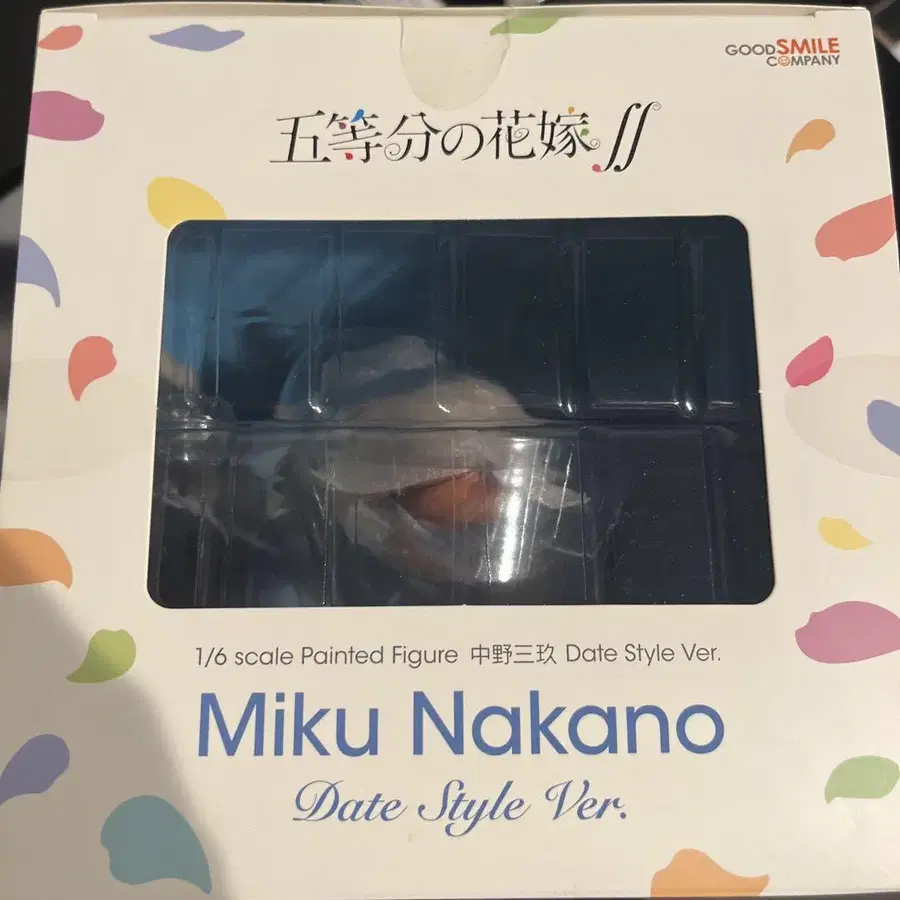 GOOD SMILE
COMPANY
五等分の花嫁∬
1/6 scale Painted Figure 中野三玖 Date Style Ver.
Miku Nakano
Date Style Ver.